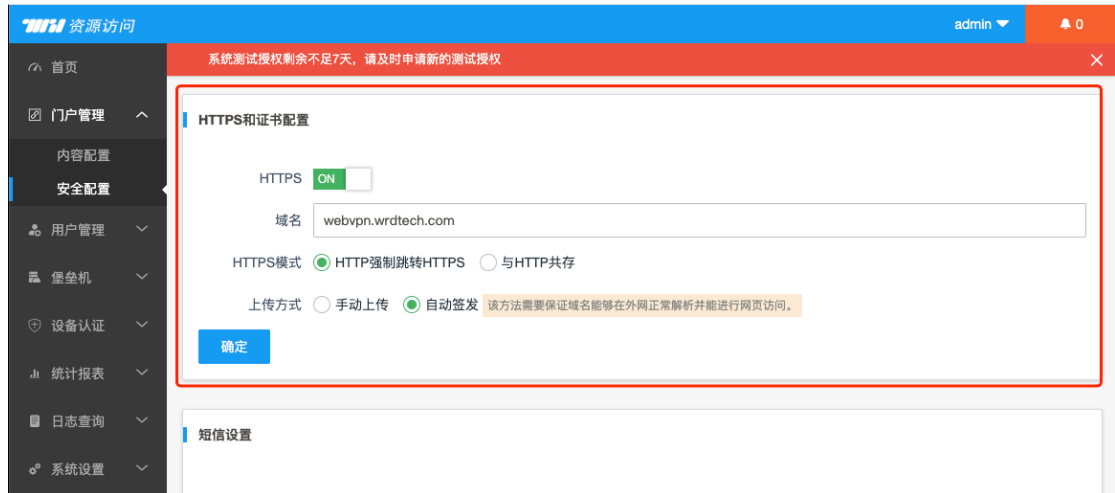 资源访问
admin
0
首页
系统测试授权剩余不足7天，请及时申请新的测试授权
门户管理
内容配置
安全配置
用户管理
堡垒机
设备认证
统计报表
日志查询
系统设置
HTTPS和证书配置
HTTPS ON
域名 webvpn.wrdtech.com
HTTPS模式 HTTP强制跳转HTTPS 与HTTP共存
上传方式 手动上传 自动签发 该方法需要保证域名能够在外网正常解析并能进行网页访问。
确定
短信设置